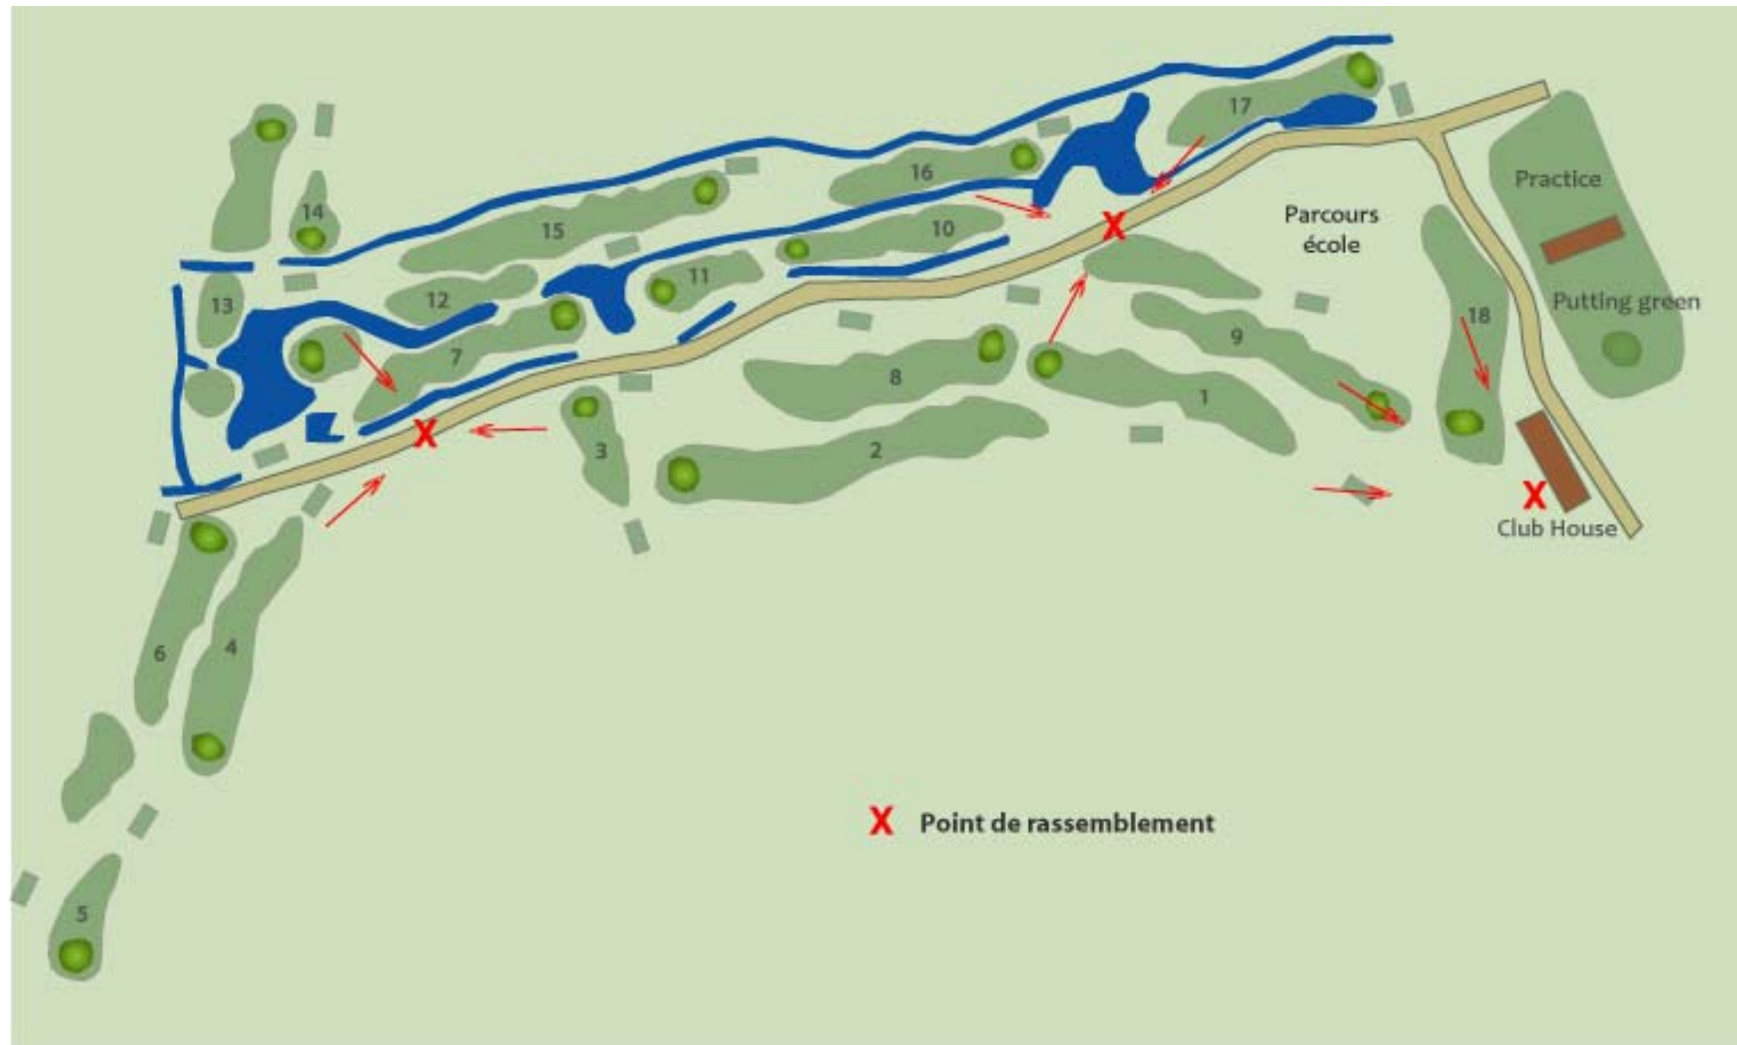 17
Practice
16
14
Parcours
école
15
10
11
12
13
Putting green
18
9
7
8
1
2
3
X
X
X
Club House
6
4
X Point de rassemblement
5